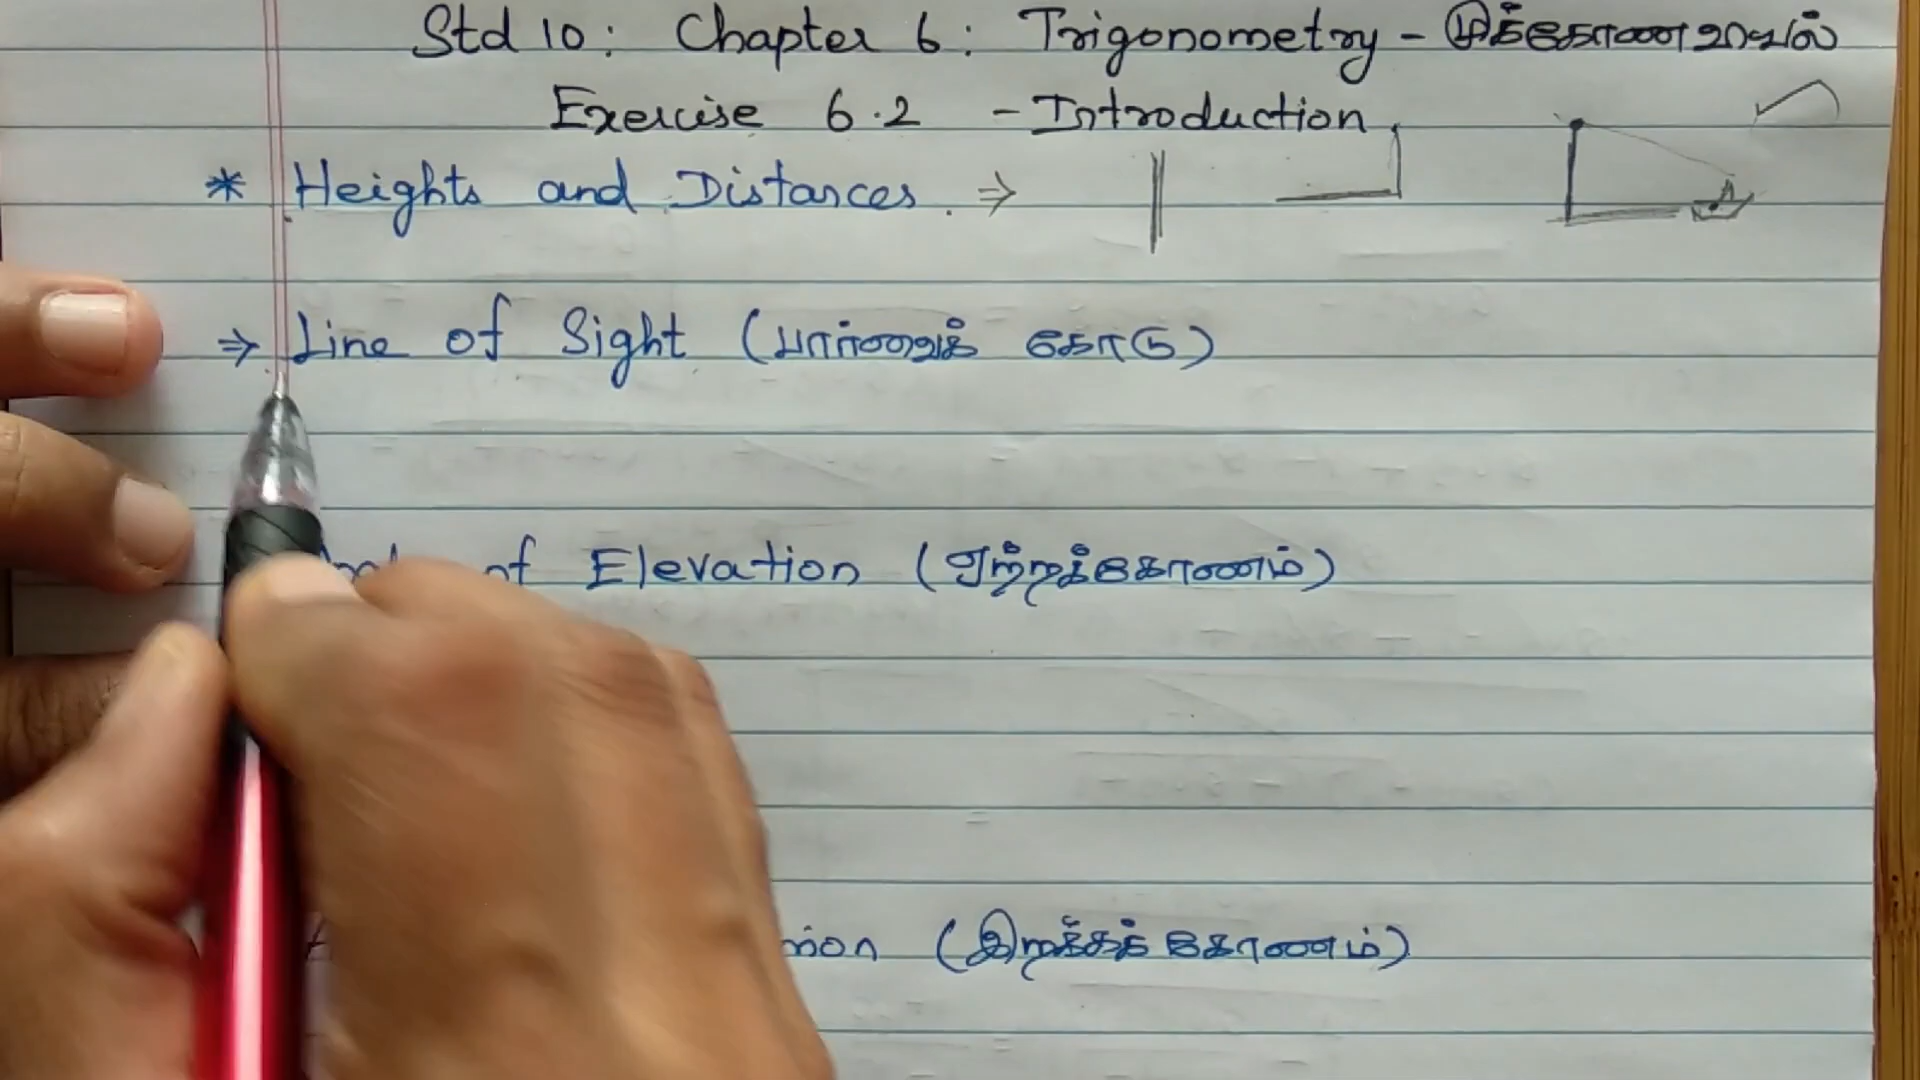 Std 10: Chapter 6: Trigonometry - முக்கோணவியல்
Exercise 6.2 - Introduction
* Heights and Distances. ⇒
⇒ Line of Sight (பார்வைக் கோடு)
of Elevation (ஏற்றக்கோணம்)
(இறக்கக் கோணம்)